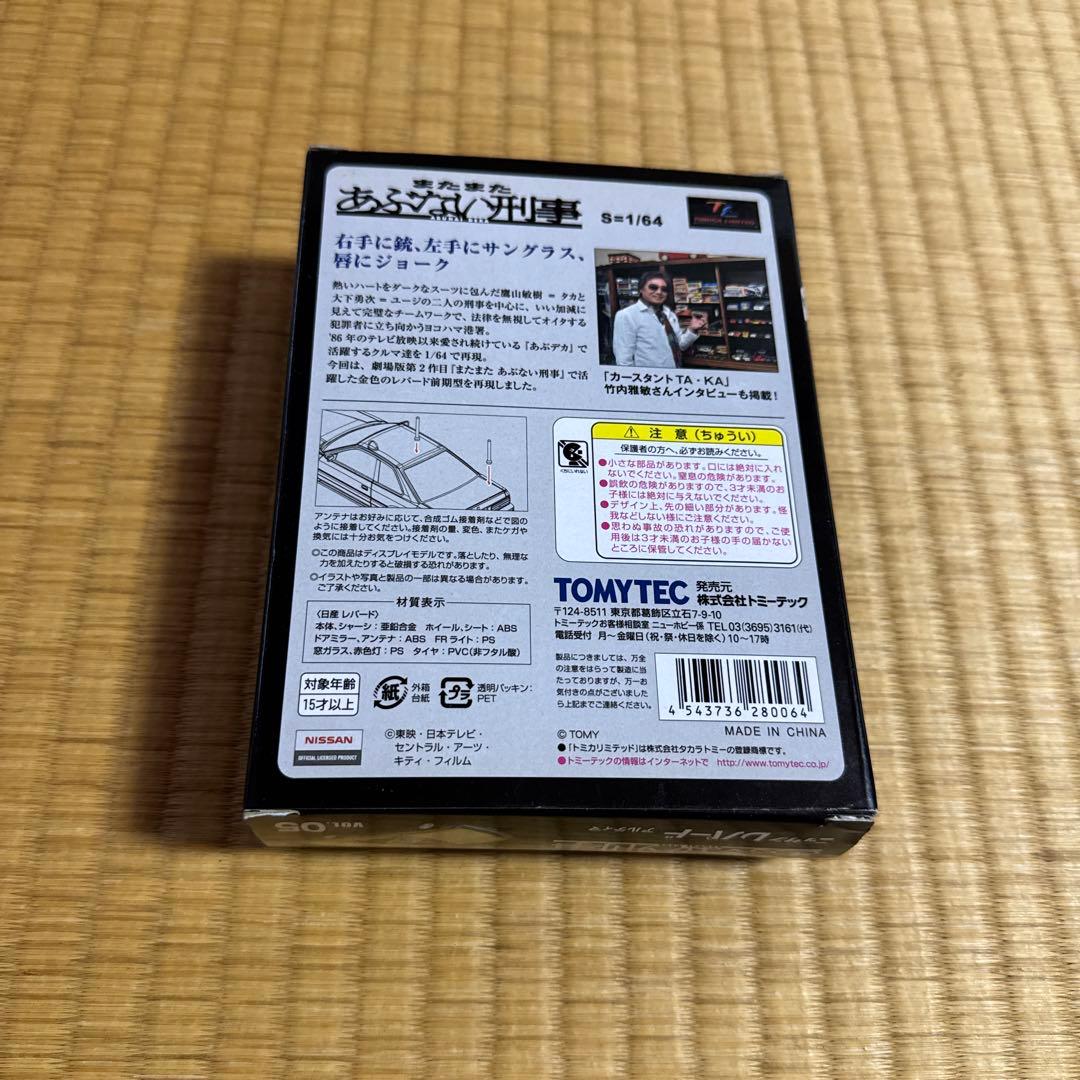 またまた
あぶない刑事
S=1/64
TOMICA LIMITED
右手に銃、左手にサングラス、
唇にジョーク
熱いハートをダークなスーツに包んだ鷹山敏樹 = タカと
大下勇次 = ユージの二人の刑事を中心に、いい加減に
見えて完璧なチームワークで、法律を無視してオイタする
犯罪者に立ち向かうヨコハマ港署。
'86 年のテレビ放映以来愛され続けている『あぶデカ』で
活躍するクルマ達を 1/64 で再現。
今回は、劇場版第 2 作目『またまた あぶない刑事』で活
躍した金色のレパード前期型を再現しました。
「カースタント TA・KA」
竹内雅敏さんインタビューも掲載!
アンテナはお好みに応じて、合成ゴム接着剤などで図の
ように接着してください。接着剤の量、変色、またケガや
換気には十分お気をつけください。
◎この商品はディスプレイモデルです。落としたり、無理な
力を加えたりすると破損する恐れがあります。
◎イラストや写真と製品の一部は異なる場合があります。
ご了承ください。
材質表示
〈日産 レパード〉
本体、シャーシ:亜鉛合金 ホイール、シート:ABS
ドアミラー、アンテナ:ABS FRライト:PS
窓ガラス、赤色灯:PS タイヤ:PVC(非フタル酸)
注 意(ちゅうい)
保護者の方へ、必ずお読みください。
●小さな部品があります。口には絶対に入れ
ないでください。窒息の危険があります。
●誤飲の危険がありますので、3才未満のお
子様には絶対に与えないでください。
●デザイン上、先の細い部分があります。怪
我などしない様にご注意ください。
●思わぬ事故の恐れがありますので、ご使
用後は3才未満のお子様の手の届かない
ところに保管してください。
TOMYTEC 発売元
株式会社トミーテック
〒124-8511 東京都葛飾区立石7-9-10
トミーテックお客様相談室 ニューホビー係 TEL 03(3695)3161(代)
電話受付 月〜金曜日(祝・祭・休日を除く)10〜17時
製品につきましては、万全
の注意をはらって製造に当
たっておりますが、万一お
気付きの点がございました
ら上記までご連絡ください。
4 543736 280064
MADE IN CHINA
対象年齢
15才以上
紙
外箱
台紙
プラ
透明パッキン:
PET
NISSAN
OFFICIAL LICENSED PRODUCT
©東映・日本テレビ・
セントラル・アーツ・
キティ・フィルム
© TOMY
●「トミカリミテッド」は株式会社タカラトミーの登録商標です。
●トミーテックの情報はインターネットで http://www.tomytec.co.jp/
VOL.05
レパード
アルティマ